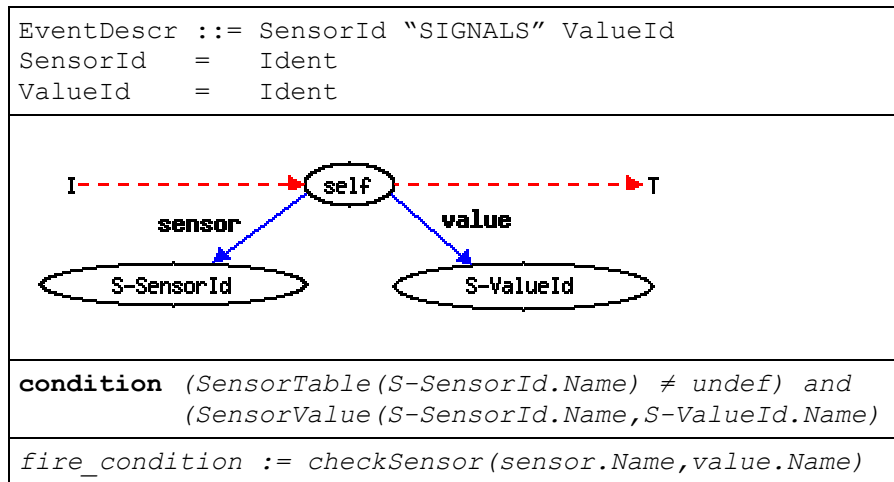 EventDescr ::= SensorId “SIGNALS” ValueId
SensorId = Ident
ValueId = Ident
I self T
sensor value
S-SensorId S-ValueId
condition (SensorTable(S-SensorId.Name) ≠ undef) and
(SensorValue(S-SensorId.Name,S-ValueId.Name)
fire_condition := checkSensor(sensor.Name,value.Name)